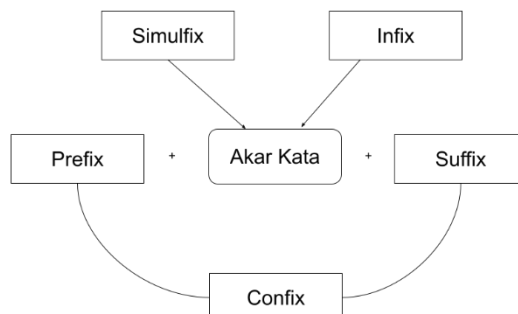 Simulfix
Infix
Prefix
+
Akar Kata
+
Suffix
Confix